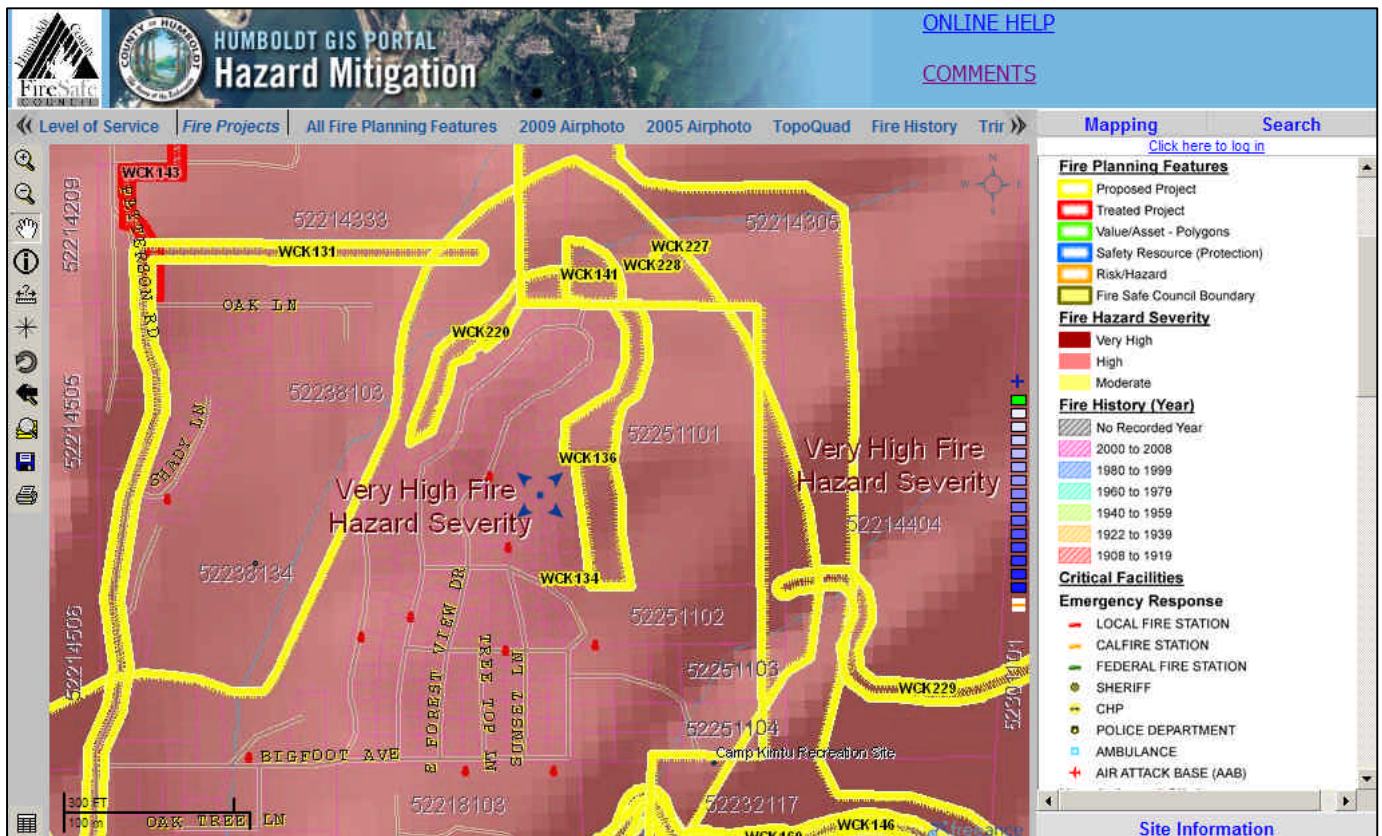 Humboldt County
FireSafe
COUNCIL
COUNTY OF HUMBOLDT
HUMBOLDT GIS PORTAL
Hazard Mitigation
ONLINE HELP
COMMENTS
Level of Service
Fire Projects
All Fire Planning Features
2009 Airphoto
2005 Airphoto
TopoQuad
Fire History
Trir
Mapping
Search
Click here to log in
WCK143
52214209
PETTERSON RD
52214333
52214306
N
W
E
S
WCK131
WCK227
WCK228
WCK141
OAK LN
WCK220
52214505
52238103
SHADY LN
52251101
WCK136
Very High Fire
Hazard Severity
Very High Fire
Hazard Severity
52214404
52238134
WCK134
E FOREST VIEW DR
TREE TOP LN
SUNSET LN
52251102
52214506
52251103
WCK229
52251104
Camp Kimtu Recreation Site
BIGFOOT AVE
52218103
52232117
300 FT
100 m
OAK TREE LN
WCK160
WCK146
Fire Planning Features
Proposed Project
Treated Project
Value/Asset - Polygons
Safety Resource (Protection)
Risk/Hazard
Fire Safe Council Boundary
Fire Hazard Severity
Very High
High
Moderate
Fire History (Year)
No Recorded Year
2000 to 2008
1980 to 1999
1960 to 1979
1940 to 1959
1922 to 1939
1908 to 1919
Critical Facilities
Emergency Response
LOCAL FIRE STATION
CALFIRE STATION
FEDERAL FIRE STATION
SHERIFF
CHP
POLICE DEPARTMENT
AMBULANCE
AIR ATTACK BASE (AAB)
Site Information